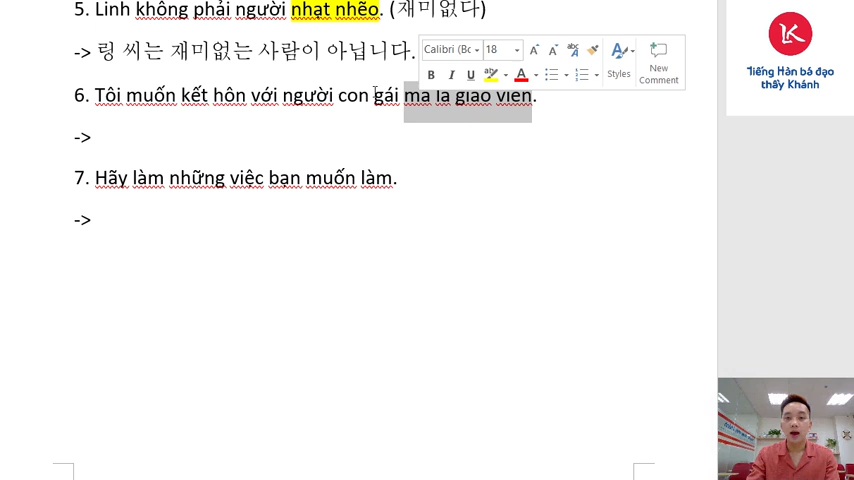 5. Linh không phải người nhạt nhẽo. (재미없다)
-> 링 씨는 재미없는 사람이 아닙니다.
Calibri (Bc 18
B I U A Styles New Comment
6. Tôi muốn kết hôn với người con gái mà là giáo viên.
->
7. Hãy làm những việc bạn muốn làm.
->
LK
Tiếng Hàn bá đạo
thầy Khánh